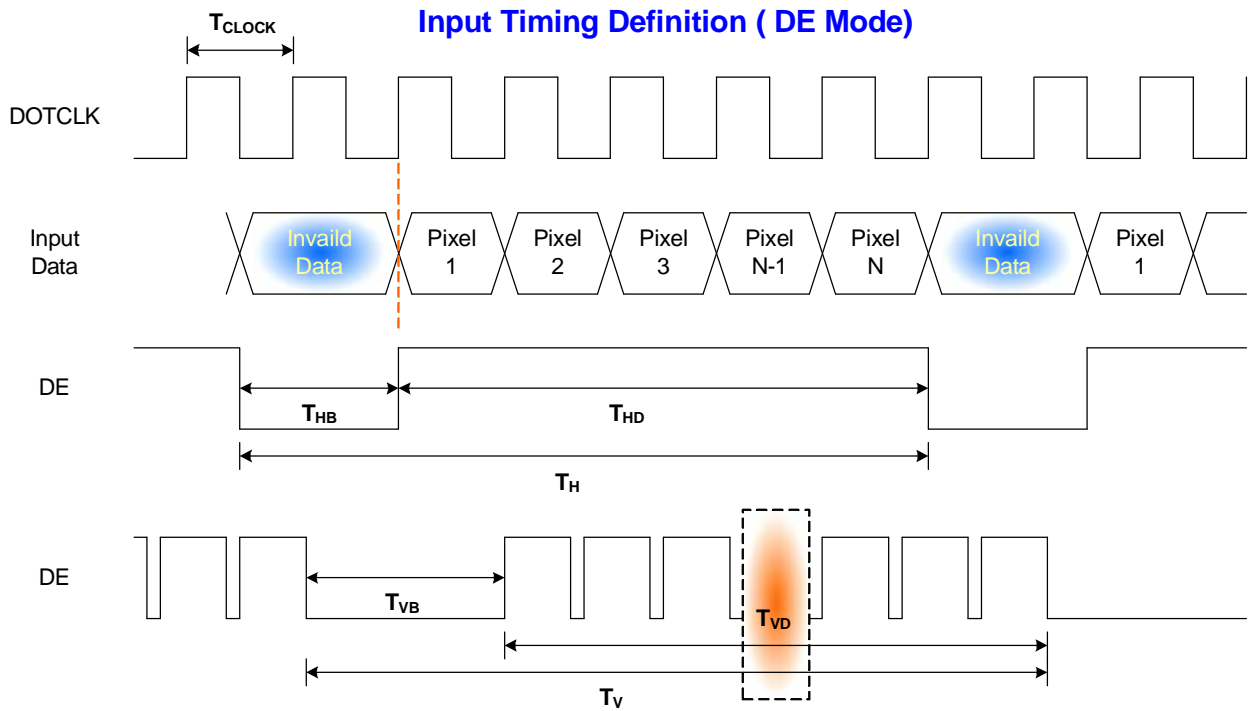 Input Timing Definition ( DE Mode)
TCLOCK
DOTCLK
Input
Data
Invaild
Data
Pixel
1
Pixel
2
Pixel
3
Pixel
N-1
Pixel
N
Invaild
Data
Pixel
1
DE
THB
THD
TH
DE
TVB
TVD
TV